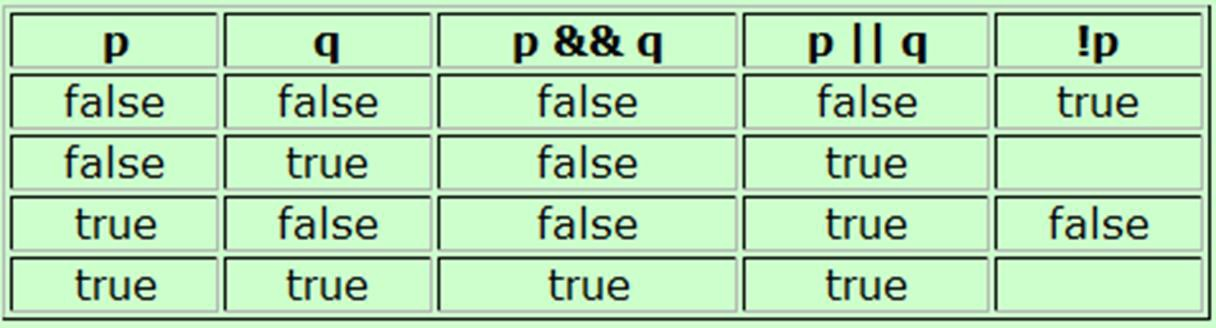 p q p && q p || q !p
false false false false true
false true false true
true false false true false
true true true true